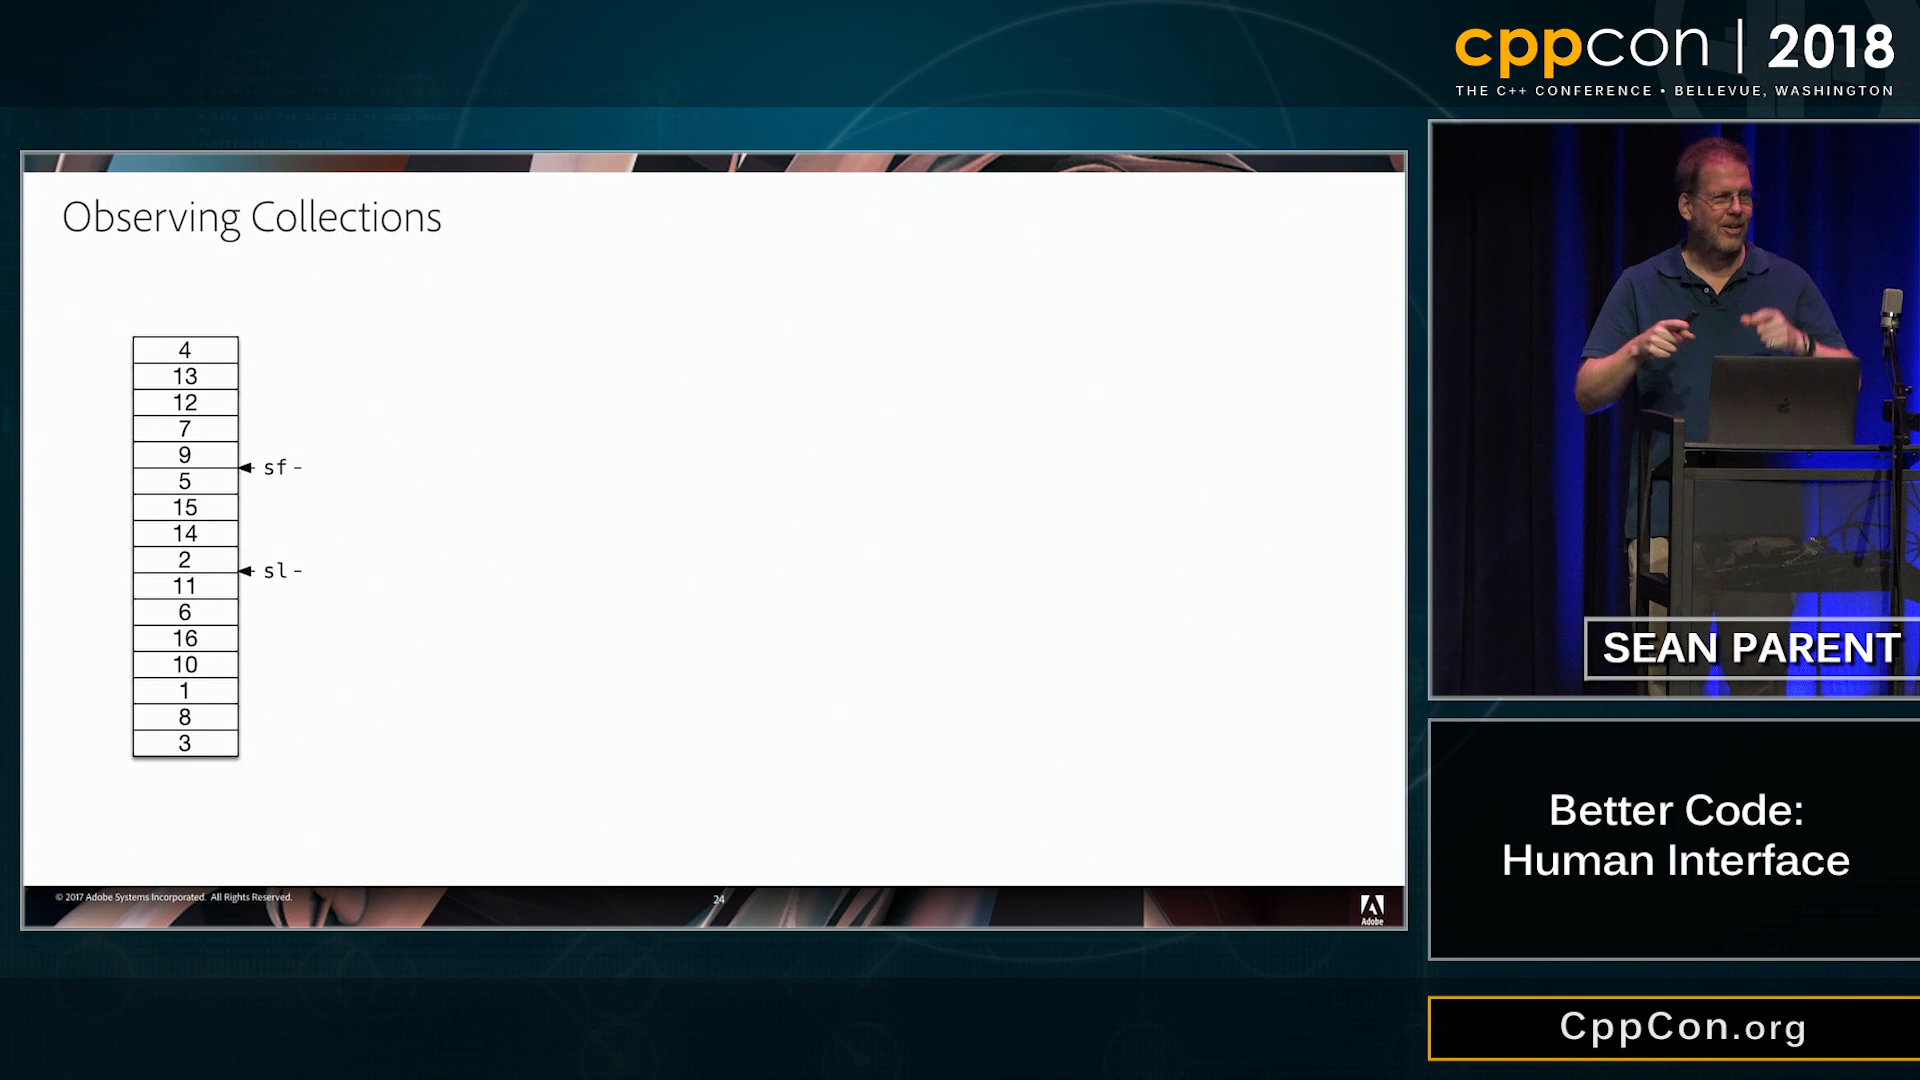 cppcon | 2018
THE C++ CONFERENCE • BELLEVUE, WASHINGTON
Observing Collections
4
13
12
7
9
sf
5
15
14
2
sl
11
6
16
10
1
8
3
© 2017 Adobe Systems Incorporated. All Rights Reserved.
24
Adobe
SEAN PARENT
Better Code:
Human Interface
CppCon.org